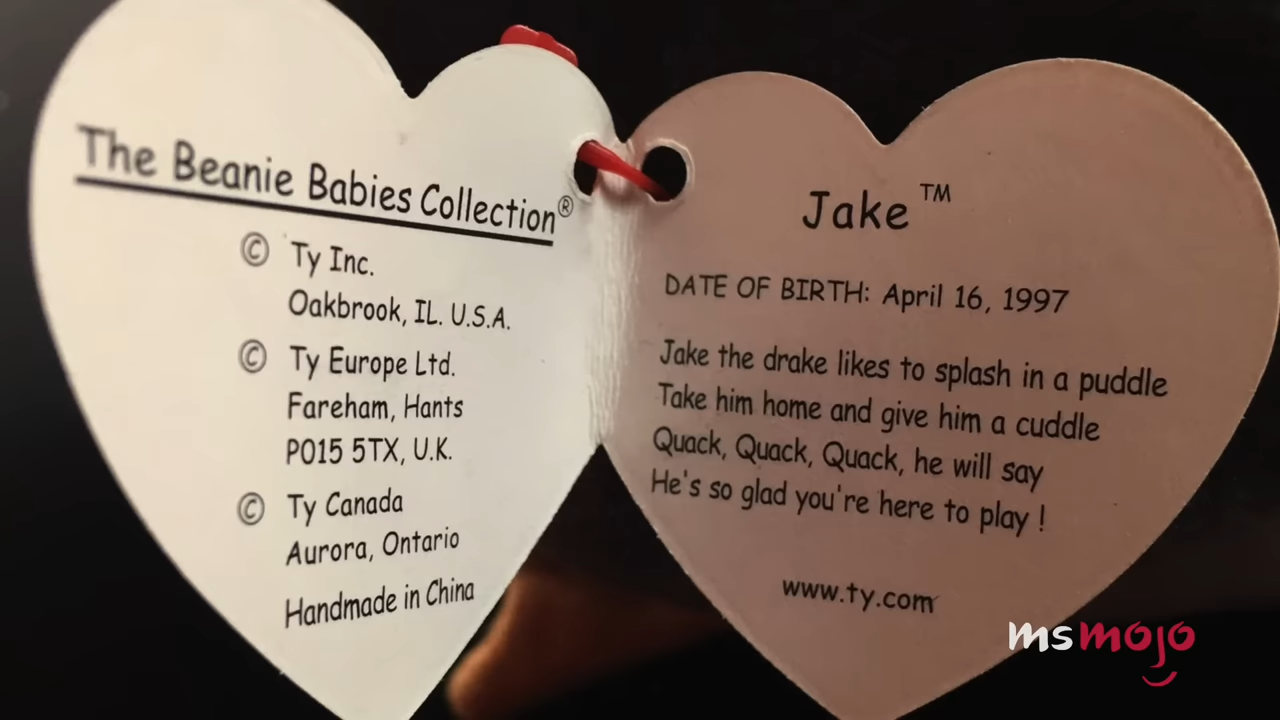 The Beanie Babies Collection®
© Ty Inc.
Oakbrook, IL. U.S.A.
© Ty Europe Ltd.
Fareham, Hants
PO15 5TX, U.K.
© Ty Canada
Aurora, Ontario
Handmade in China
Jake ™
DATE OF BIRTH: April 16, 1997
Jake the drake likes to splash in a puddle
Take him home and give him a cuddle
Quack, Quack, Quack, he will say
He's so glad you're here to play !
www.ty.com
msmojo